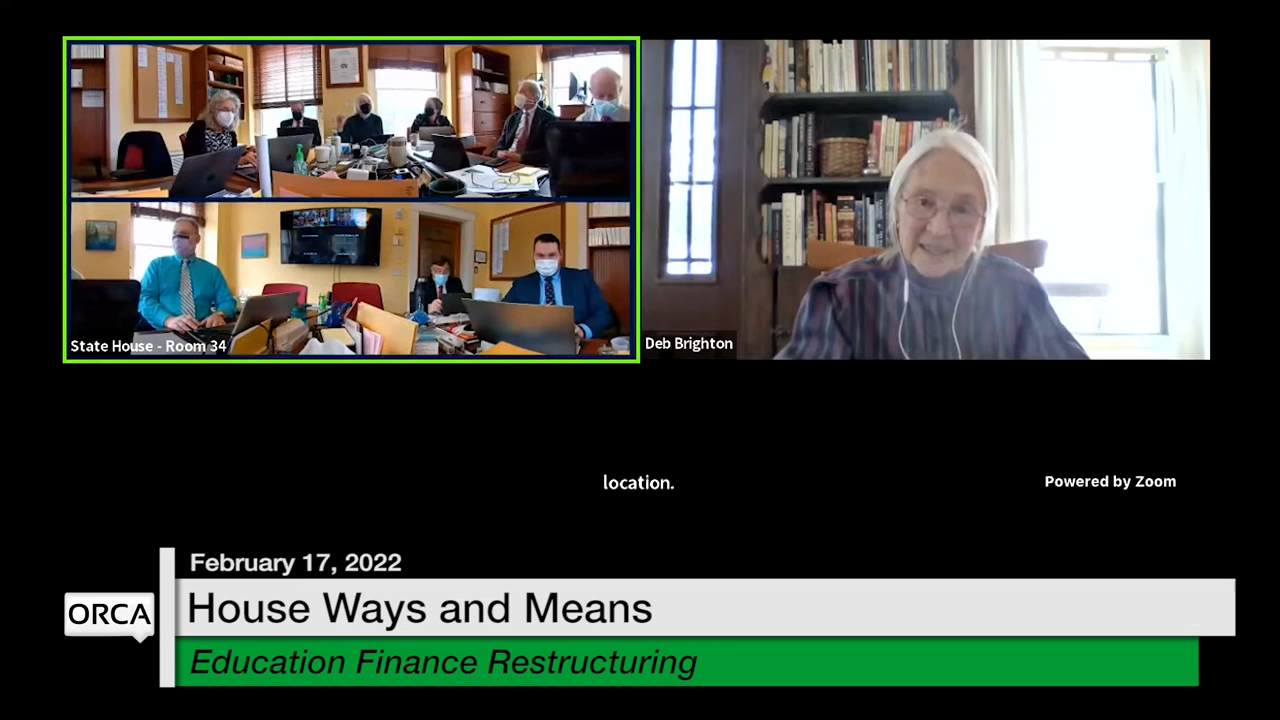 State House - Room 34
Deb Brighton
location.
Powered by Zoom
February 17, 2022
ORCA
House Ways and Means
Education Finance Restructuring